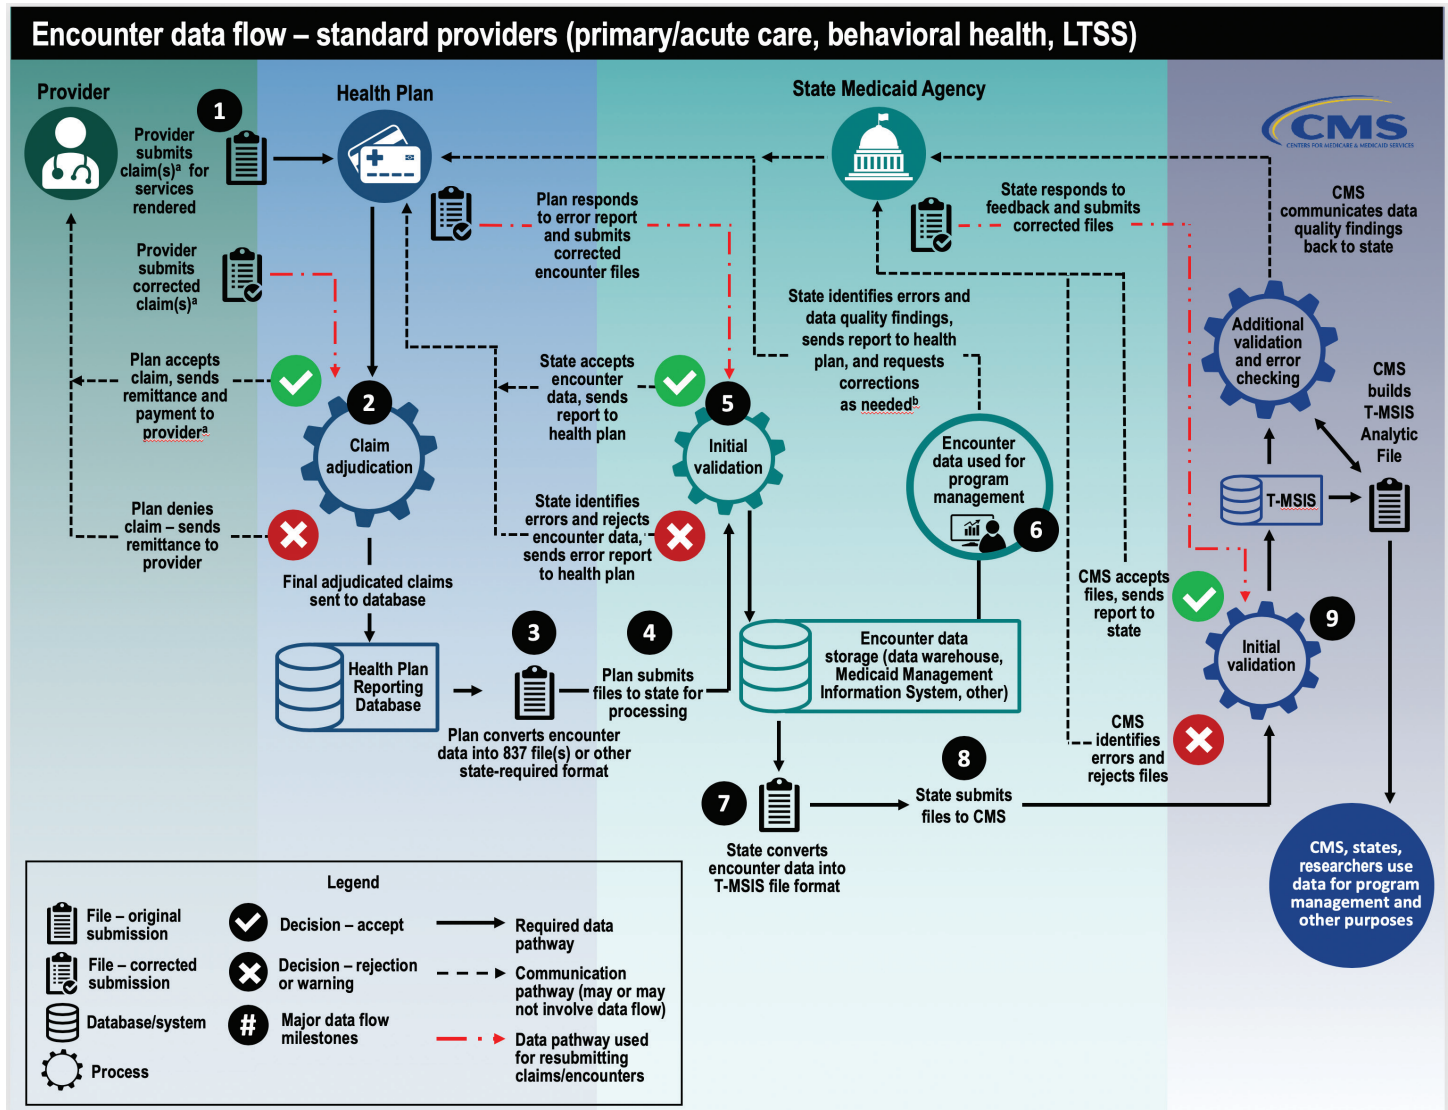 Encounter data flow – standard providers (primary/acute care, behavioral health, LTSS)
Provider
1
Provider
submits
claim(s)ª for
services
rendered
Provider
submits
corrected
claim(s)ª
Plan accepts
claim, sends
remittance and
payment to
providerª
Plan denies
claim – sends
remittance to
provider
Health Plan
2
Claim
adjudication
Final adjudicated claims
sent to database
Health Plan
Reporting
Database
3
Plan converts encounter
data into 837 file(s) or other
state-required format
4
Plan submits
files to state for
processing
Plan responds
to error report
and submits
corrected
encounter files
State accepts
encounter
data, sends
report to
health plan
State identifies
errors and rejects
encounter data,
sends error report
to health plan
5
Initial
validation
State Medicaid Agency
State identifies errors and
data quality findings,
sends report to health
plan, and requests
corrections
as neededᵇ
Encounter
data used for
program
management
6
Encounter data
storage (data warehouse,
Medicaid Management
Information System, other)
7
State converts
encounter data into
T-MSIS file format
8
State submits
files to CMS
State responds to
feedback and submits
corrected files
CMS accepts
files, sends
report to
state
CMS
identifies
errors and
rejects files
CMS
CENTERS FOR MEDICARE & MEDICAID SERVICES
CMS
communicates data
quality findings
back to state
Additional
validation
and error
checking
CMS
builds
T-MSIS
Analytic
File
T-MSIS
9
Initial
validation
CMS, states,
researchers use
data for program
management and
other purposes
Legend
File – original
submission
File – corrected
submission
Database/system
Process
Decision – accept
Decision – rejection
or warning
#
Major data flow
milestones
Required data
pathway
Communication
pathway (may or may
not involve data flow)
Data pathway used
for resubmitting
claims/encounters